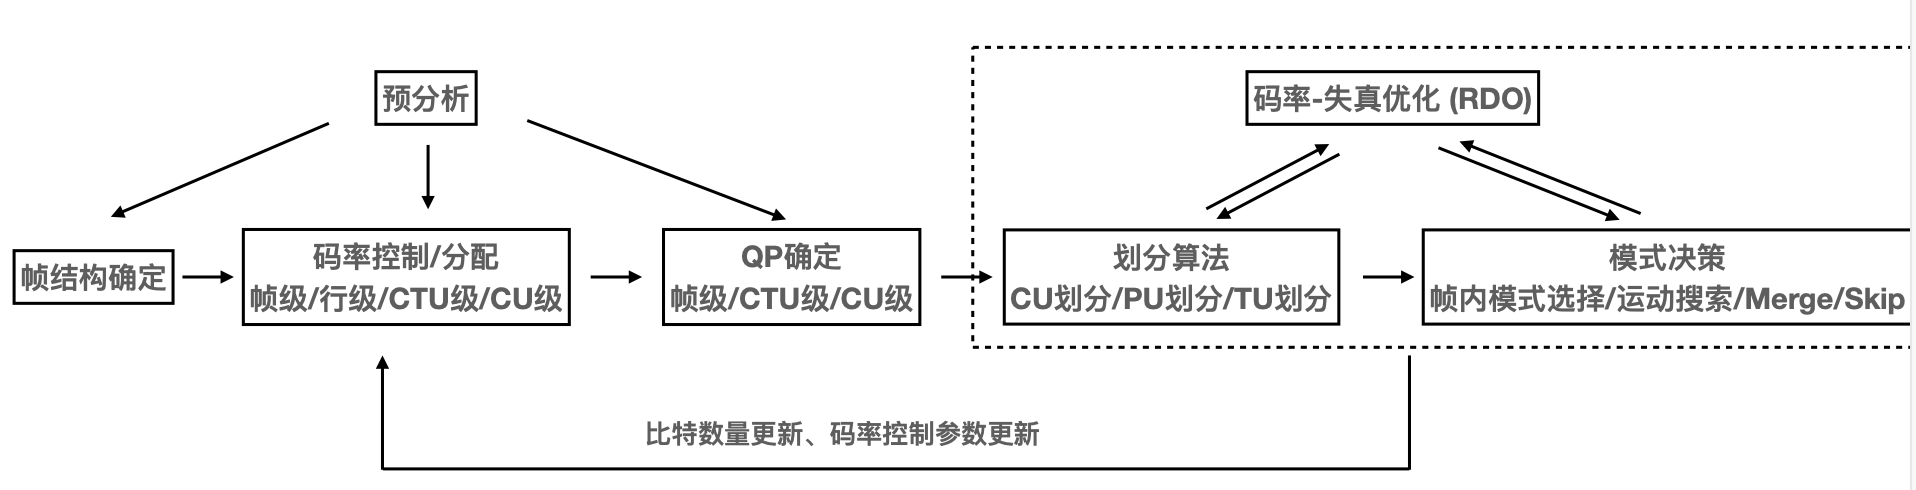 预分析
码率-失真优化 (RDO)
帧结构确定
码率控制/分配
帧级/行级/CTU级/CU级
QP确定
帧级/CTU级/CU级
划分算法
CU划分/PU划分/TU划分
模式决策
帧内模式选择/运动搜索/Merge/Skip
比特数量更新、码率控制参数更新